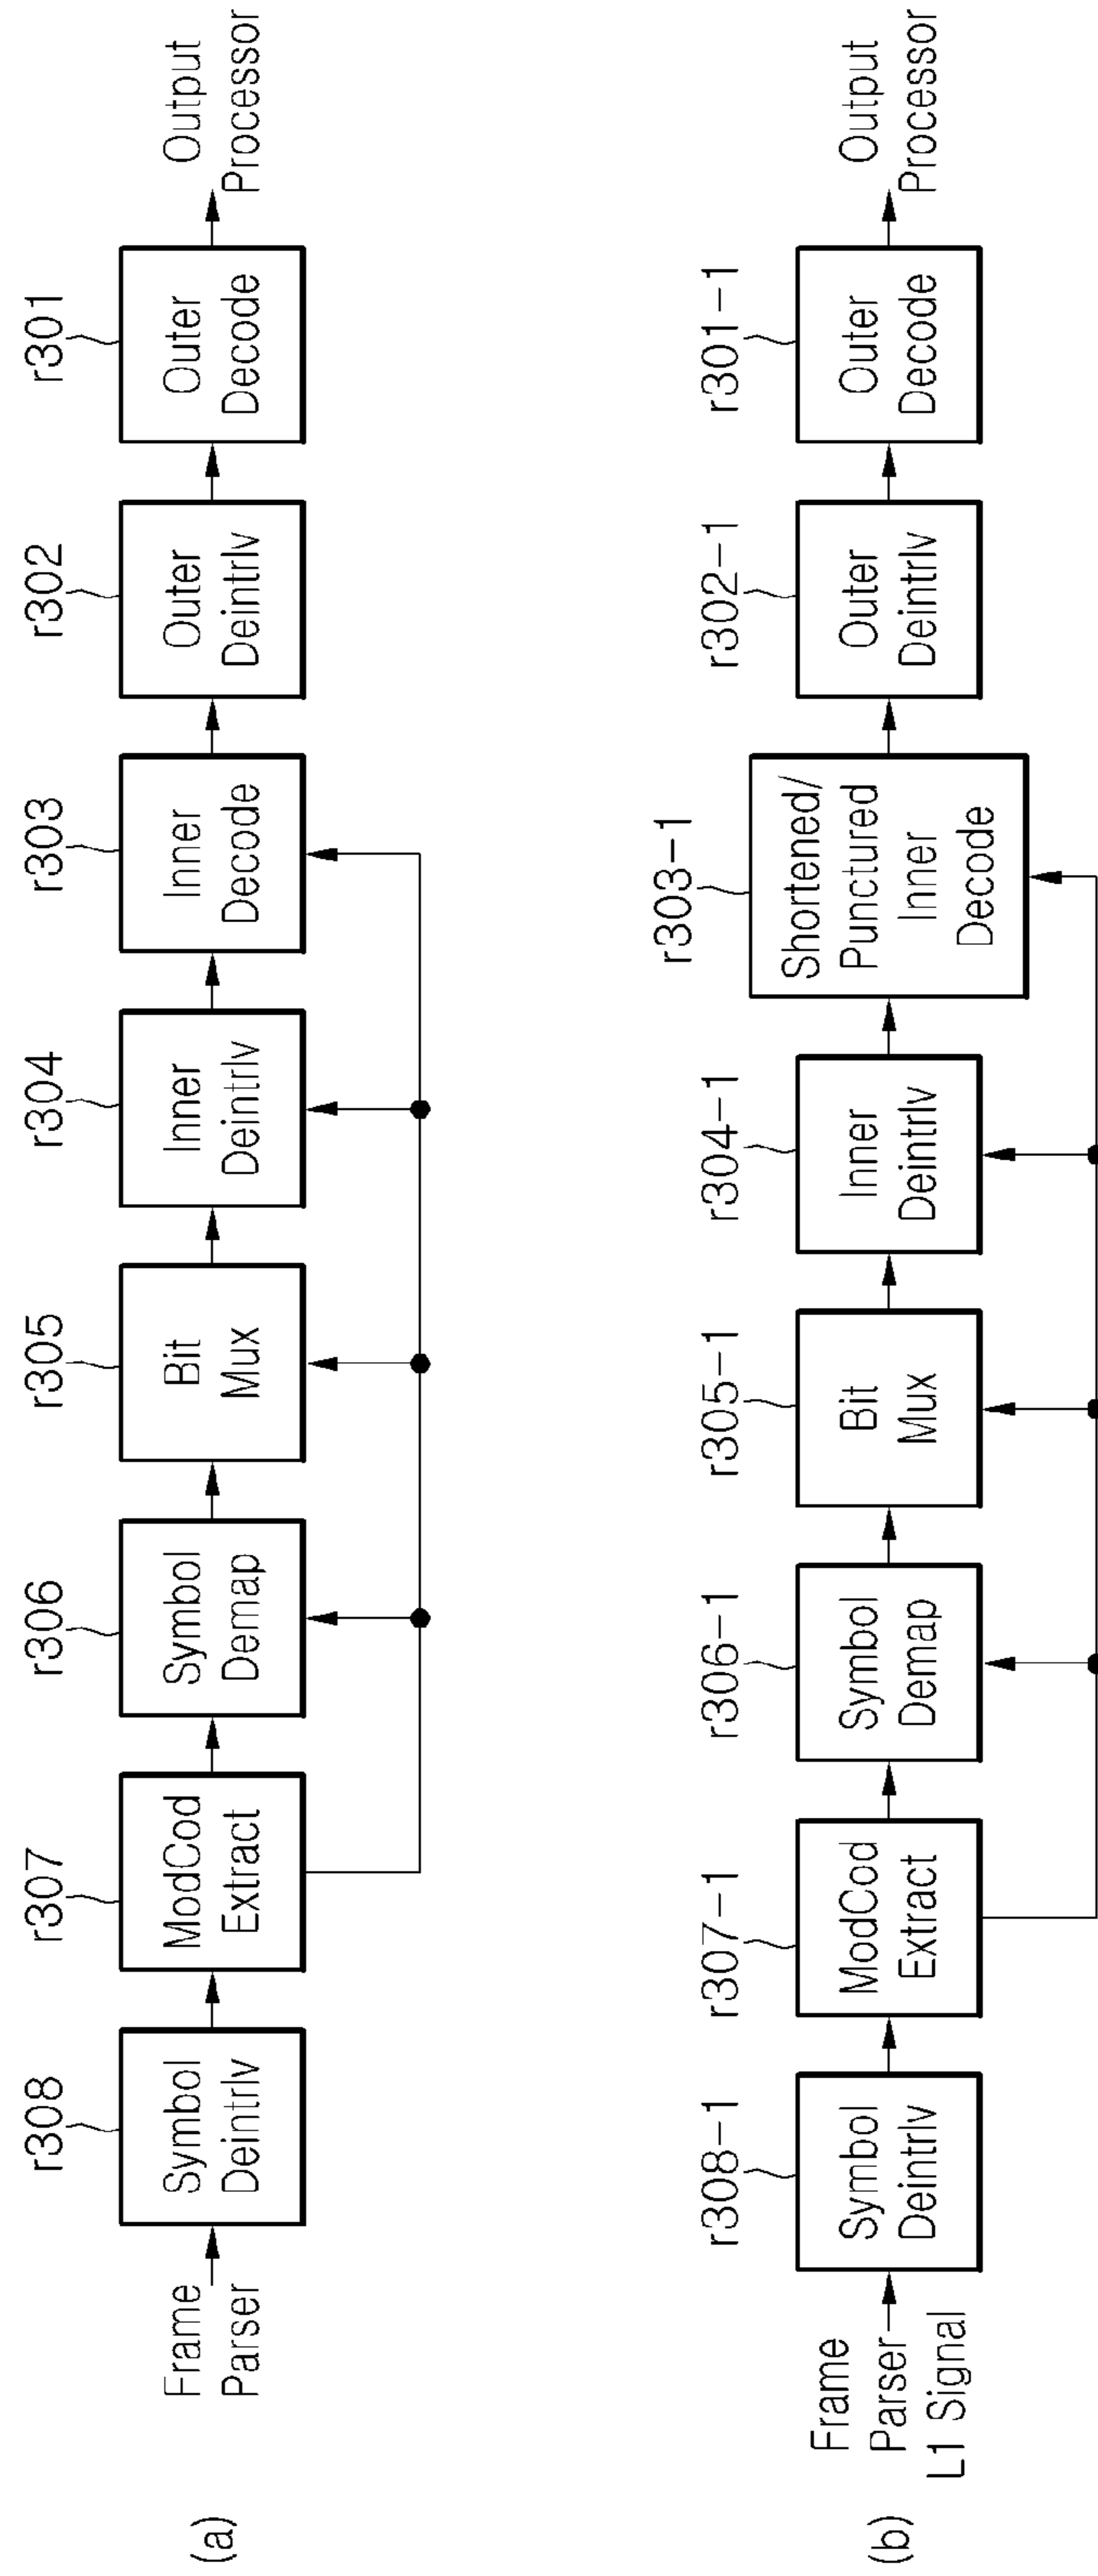 (a)
Frame
Parser
r308
Symbol
Deintrlv
r307
ModCod
Extract
r306
Symbol
Demap
r305
Bit
Mux
r304
Inner
Deintrlv
r303
Inner
Decode
r302
Outer
Deintrlv
r301
Outer
Decode
Output
Processor
(b)
Frame
Parser
L1 Signal
r308-1
Symbol
Deintrlv
r307-1
ModCod
Extract
r306-1
Symbol
Demap
r305-1
Bit
Mux
r304-1
Inner
Deintrlv
r303-1
Shortened/
Punctured
Inner
Decode
r302-1
Outer
Deintrlv
r301-1
Outer
Decode
Output
Processor